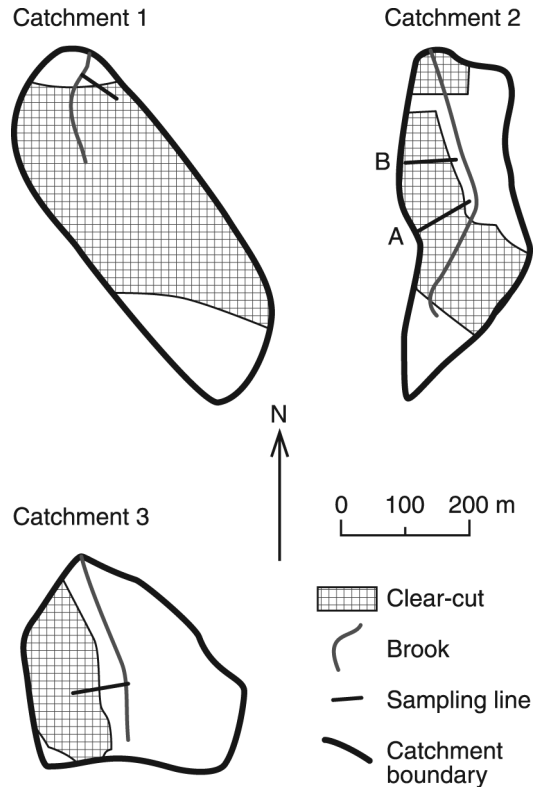 Catchment 1
Catchment 2
B
A
N
0 100 200 m
Catchment 3
Clear-cut
Brook
Sampling line
Catchment
boundary